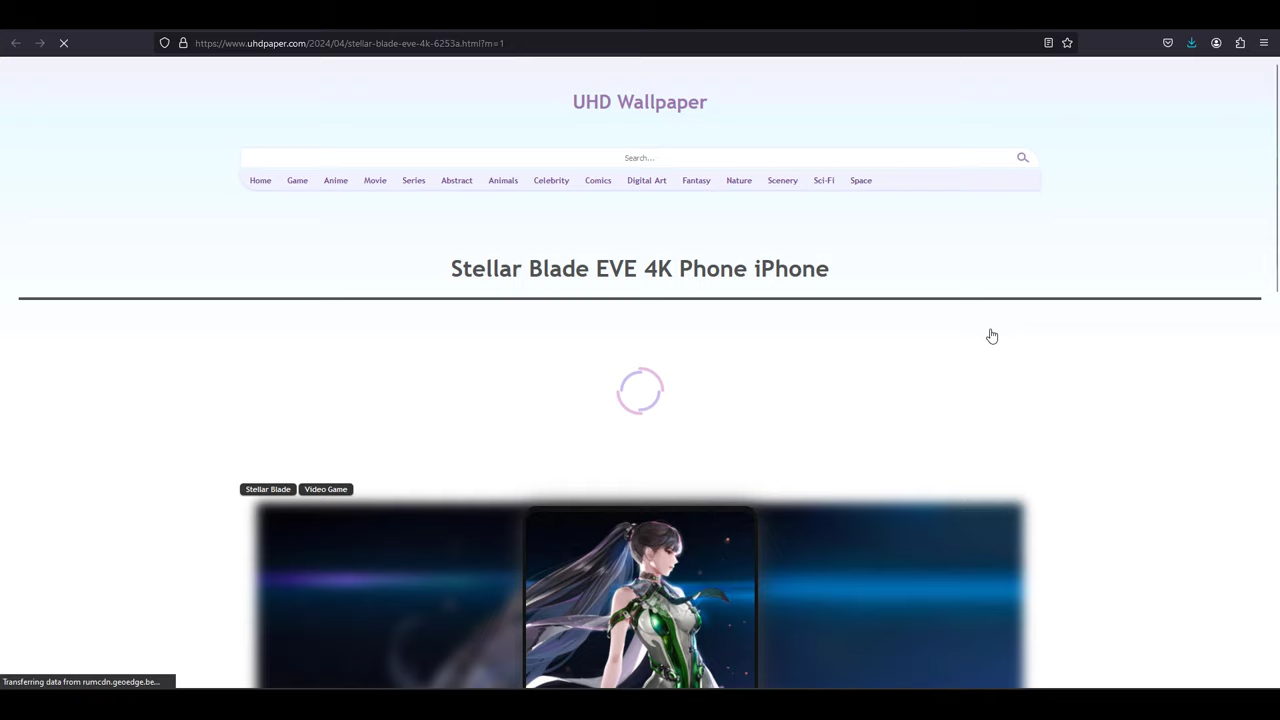 https://www.uhdpaper.com/2024/04/stellar-blade-eve-4k-6253a.html?m=1
UHD Wallpaper
Search...
Home Game Anime Movie Series Abstract Animals Celebrity Comics Digital Art Fantasy Nature Scenery Sci-Fi Space
Stellar Blade EVE 4K Phone iPhone
Stellar Blade Video Game
Transferring data from rumcdn.geoedge.be...